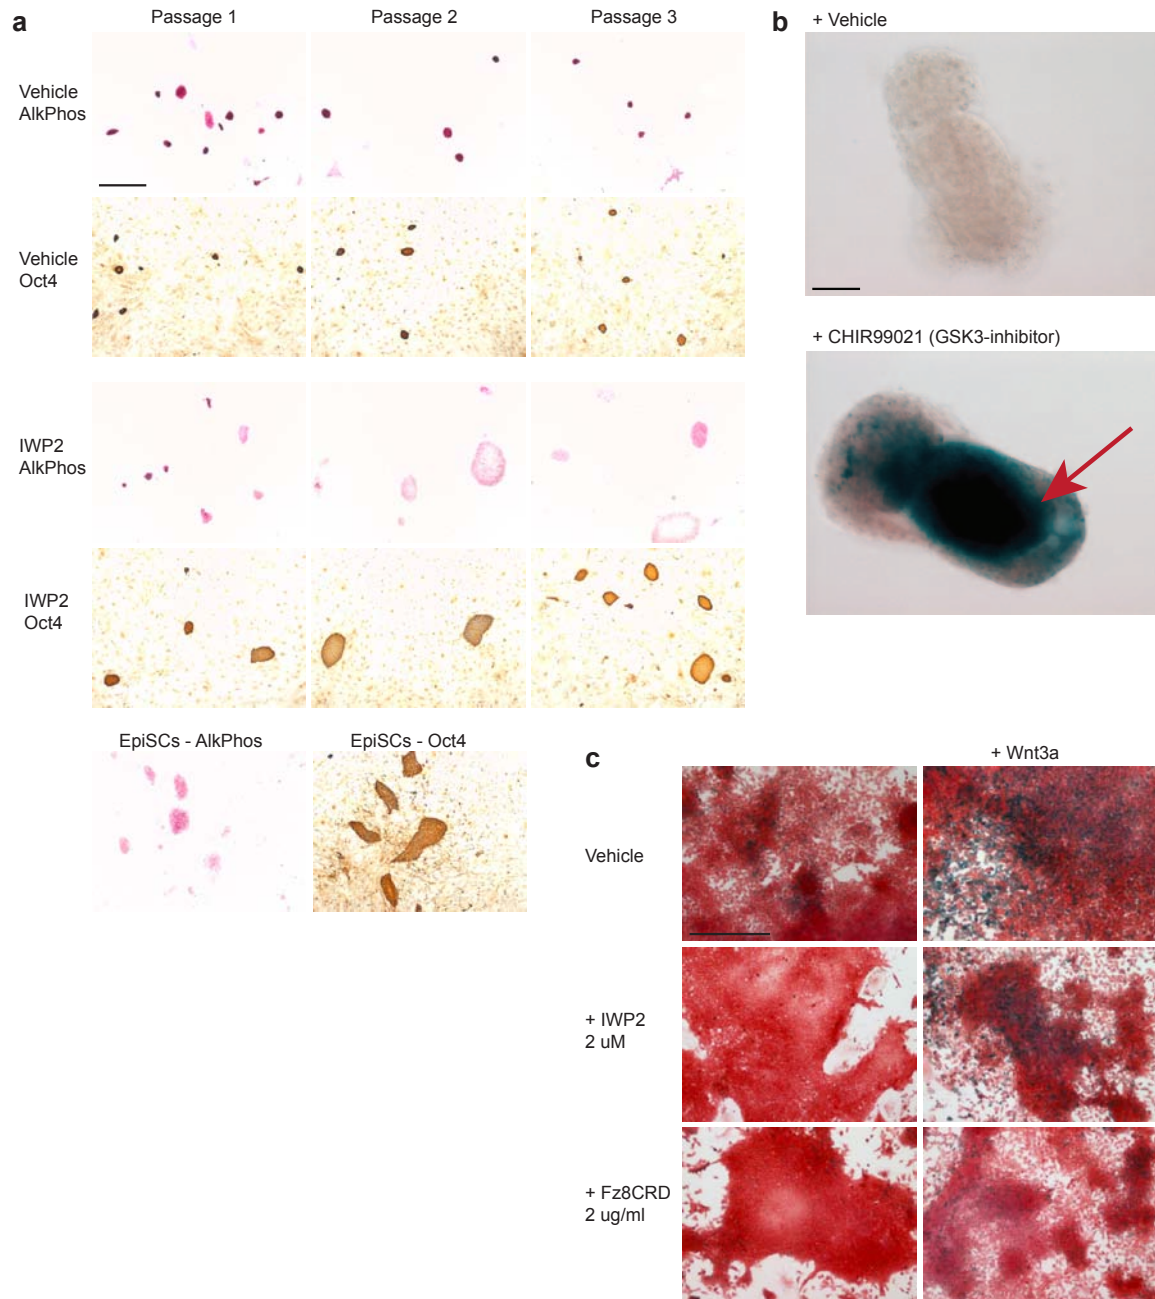 a
Passage 1
Passage 2
Passage 3
Vehicle
AlkPhos
Vehicle
Oct4
IWP2
AlkPhos
IWP2
Oct4
EpiSCs - AlkPhos
EpiSCs - Oct4
b
+ Vehicle
+ CHIR99021 (GSK3-inhibitor)
c
+ Wnt3a
Vehicle
+ IWP2
2 uM
+ Fz8CRD
2 ug/ml